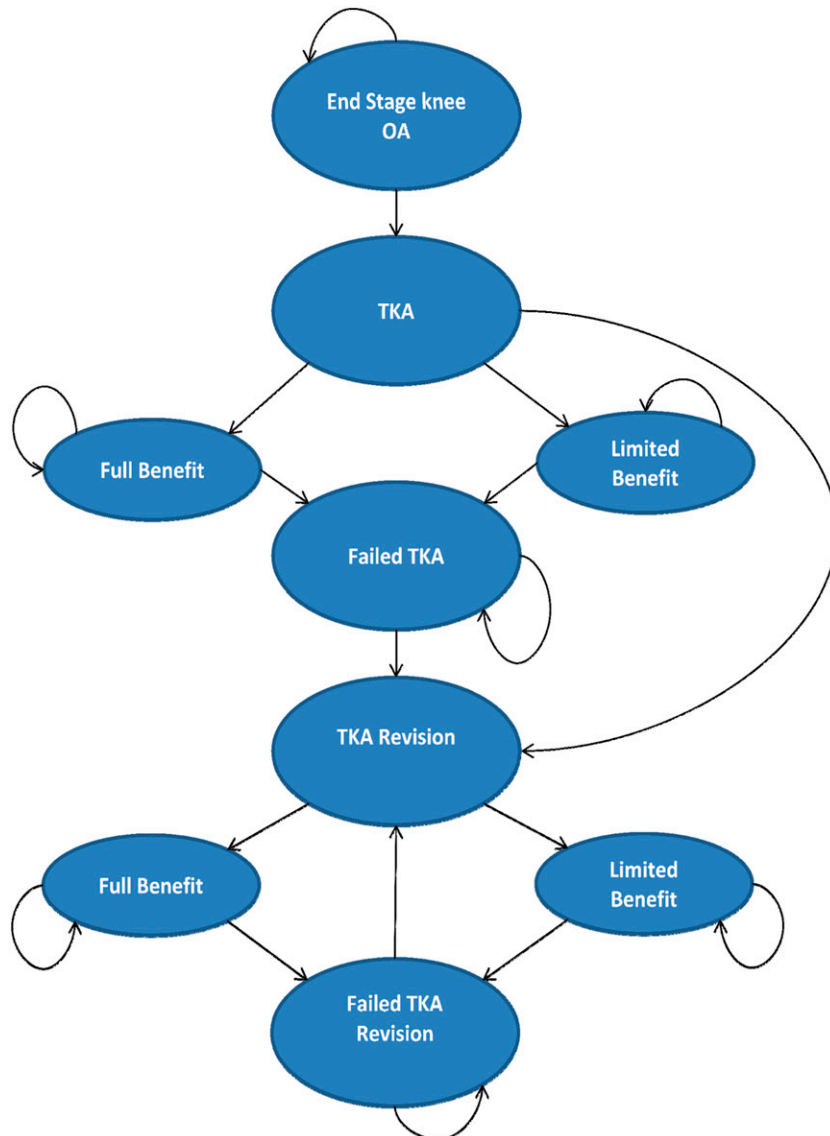 End Stage knee
OA
TKA
Full Benefit
Limited
Benefit
Failed TKA
TKA Revision
Full Benefit
Limited
Benefit
Failed TKA
Revision